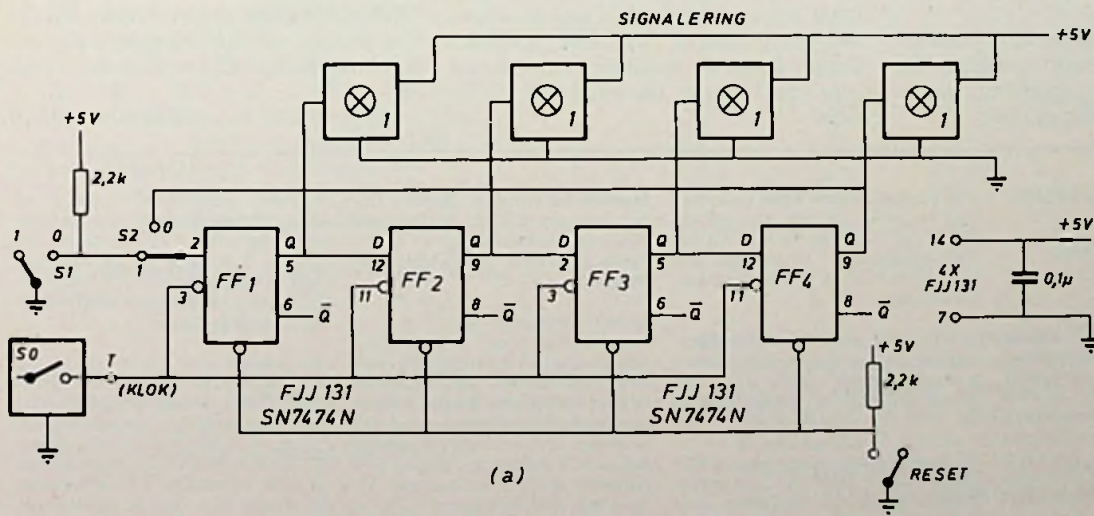 SIGNALERING
+5V
1 1 1 1
+5V
2,2k
0
1 0 S2 2 Q D Q D Q D Q
S1 1 5 12 9 2 5 12 9
FF1 FF2 FF3 FF4
3 11 3 11
6 Q̅ 8 Q̅ 6 Q̅ 8 Q̅
14 +5V
4X
FJJ131 0,1µ
7
S0 T
(KLOK)
FJJ 131 FJJ 131
SN7474N SN7474N
+5V
2,2k
(a)
RESET